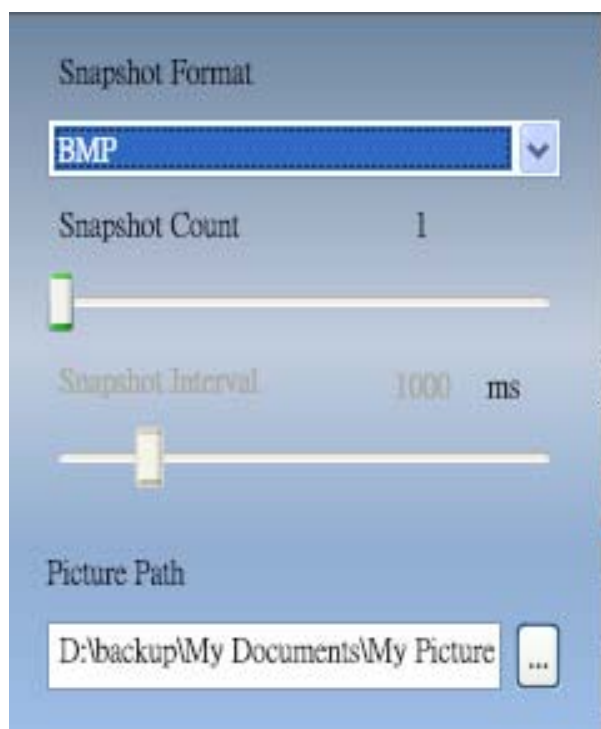 Snapshot Format
BMP
Snapshot Count 1
Snapshot Interval 1000 ms
Picture Path
D:\backup\My Documents\My Picture ...